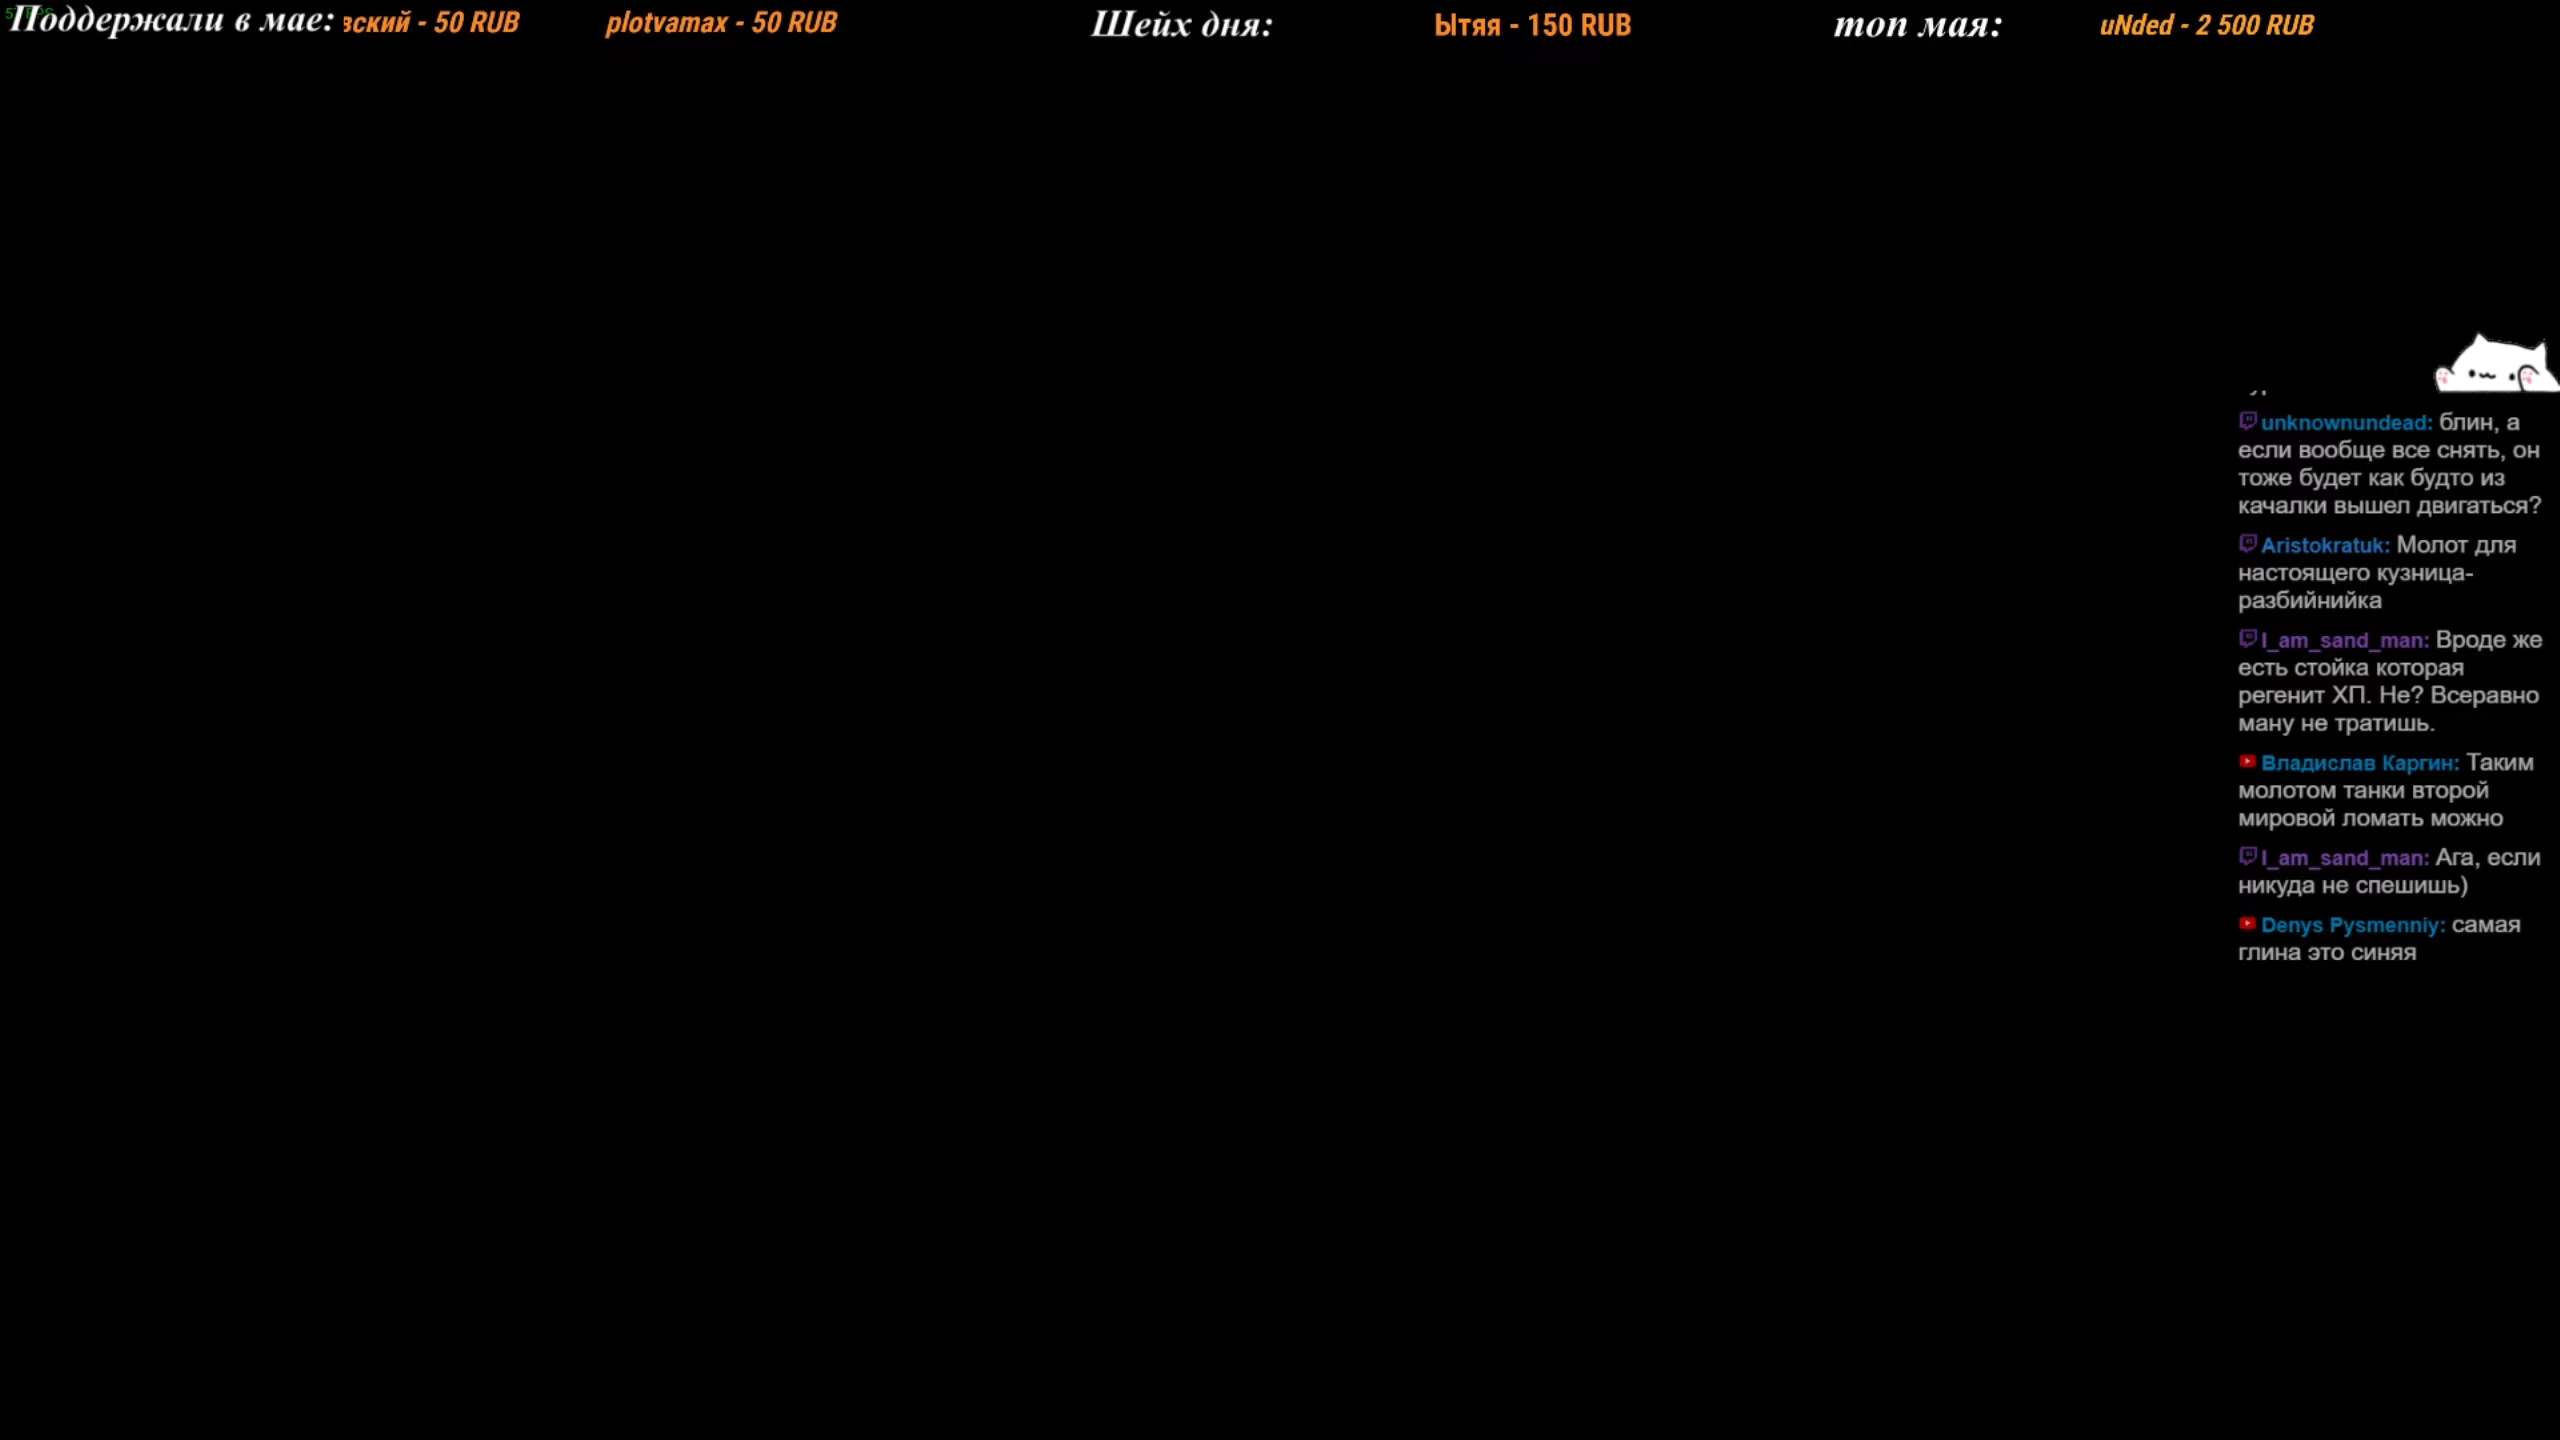 Поддержали в мае: вский - 50 RUB plotvamax - 50 RUB Шейх дня: Ытяя - 150 RUB топ мая: uNded - 2 500 RUB
unknownundead: блин, а
если вообще все снять, он
тоже будет как будто из
качалки вышел двигаться?
Aristokratuk: Молот для
настоящего кузница-
разбийнийка
I_am_sand_man: Вроде же
есть стойка которая
регенит ХП. Не? Всеравно
ману не тратишь.
Владислав Каргин: Таким
молотом танки второй
мировой ломать можно
I_am_sand_man: Ага, если
никуда не спешишь)
Denys Pysmenniy: самая
глина это синяя